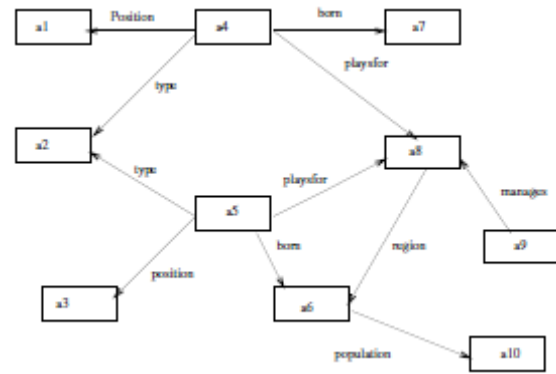 a1 Position a4 born a7
playsfor
type
a2 a8
type playsfor manages
a5
born region a9
position
a3 a6
population a10